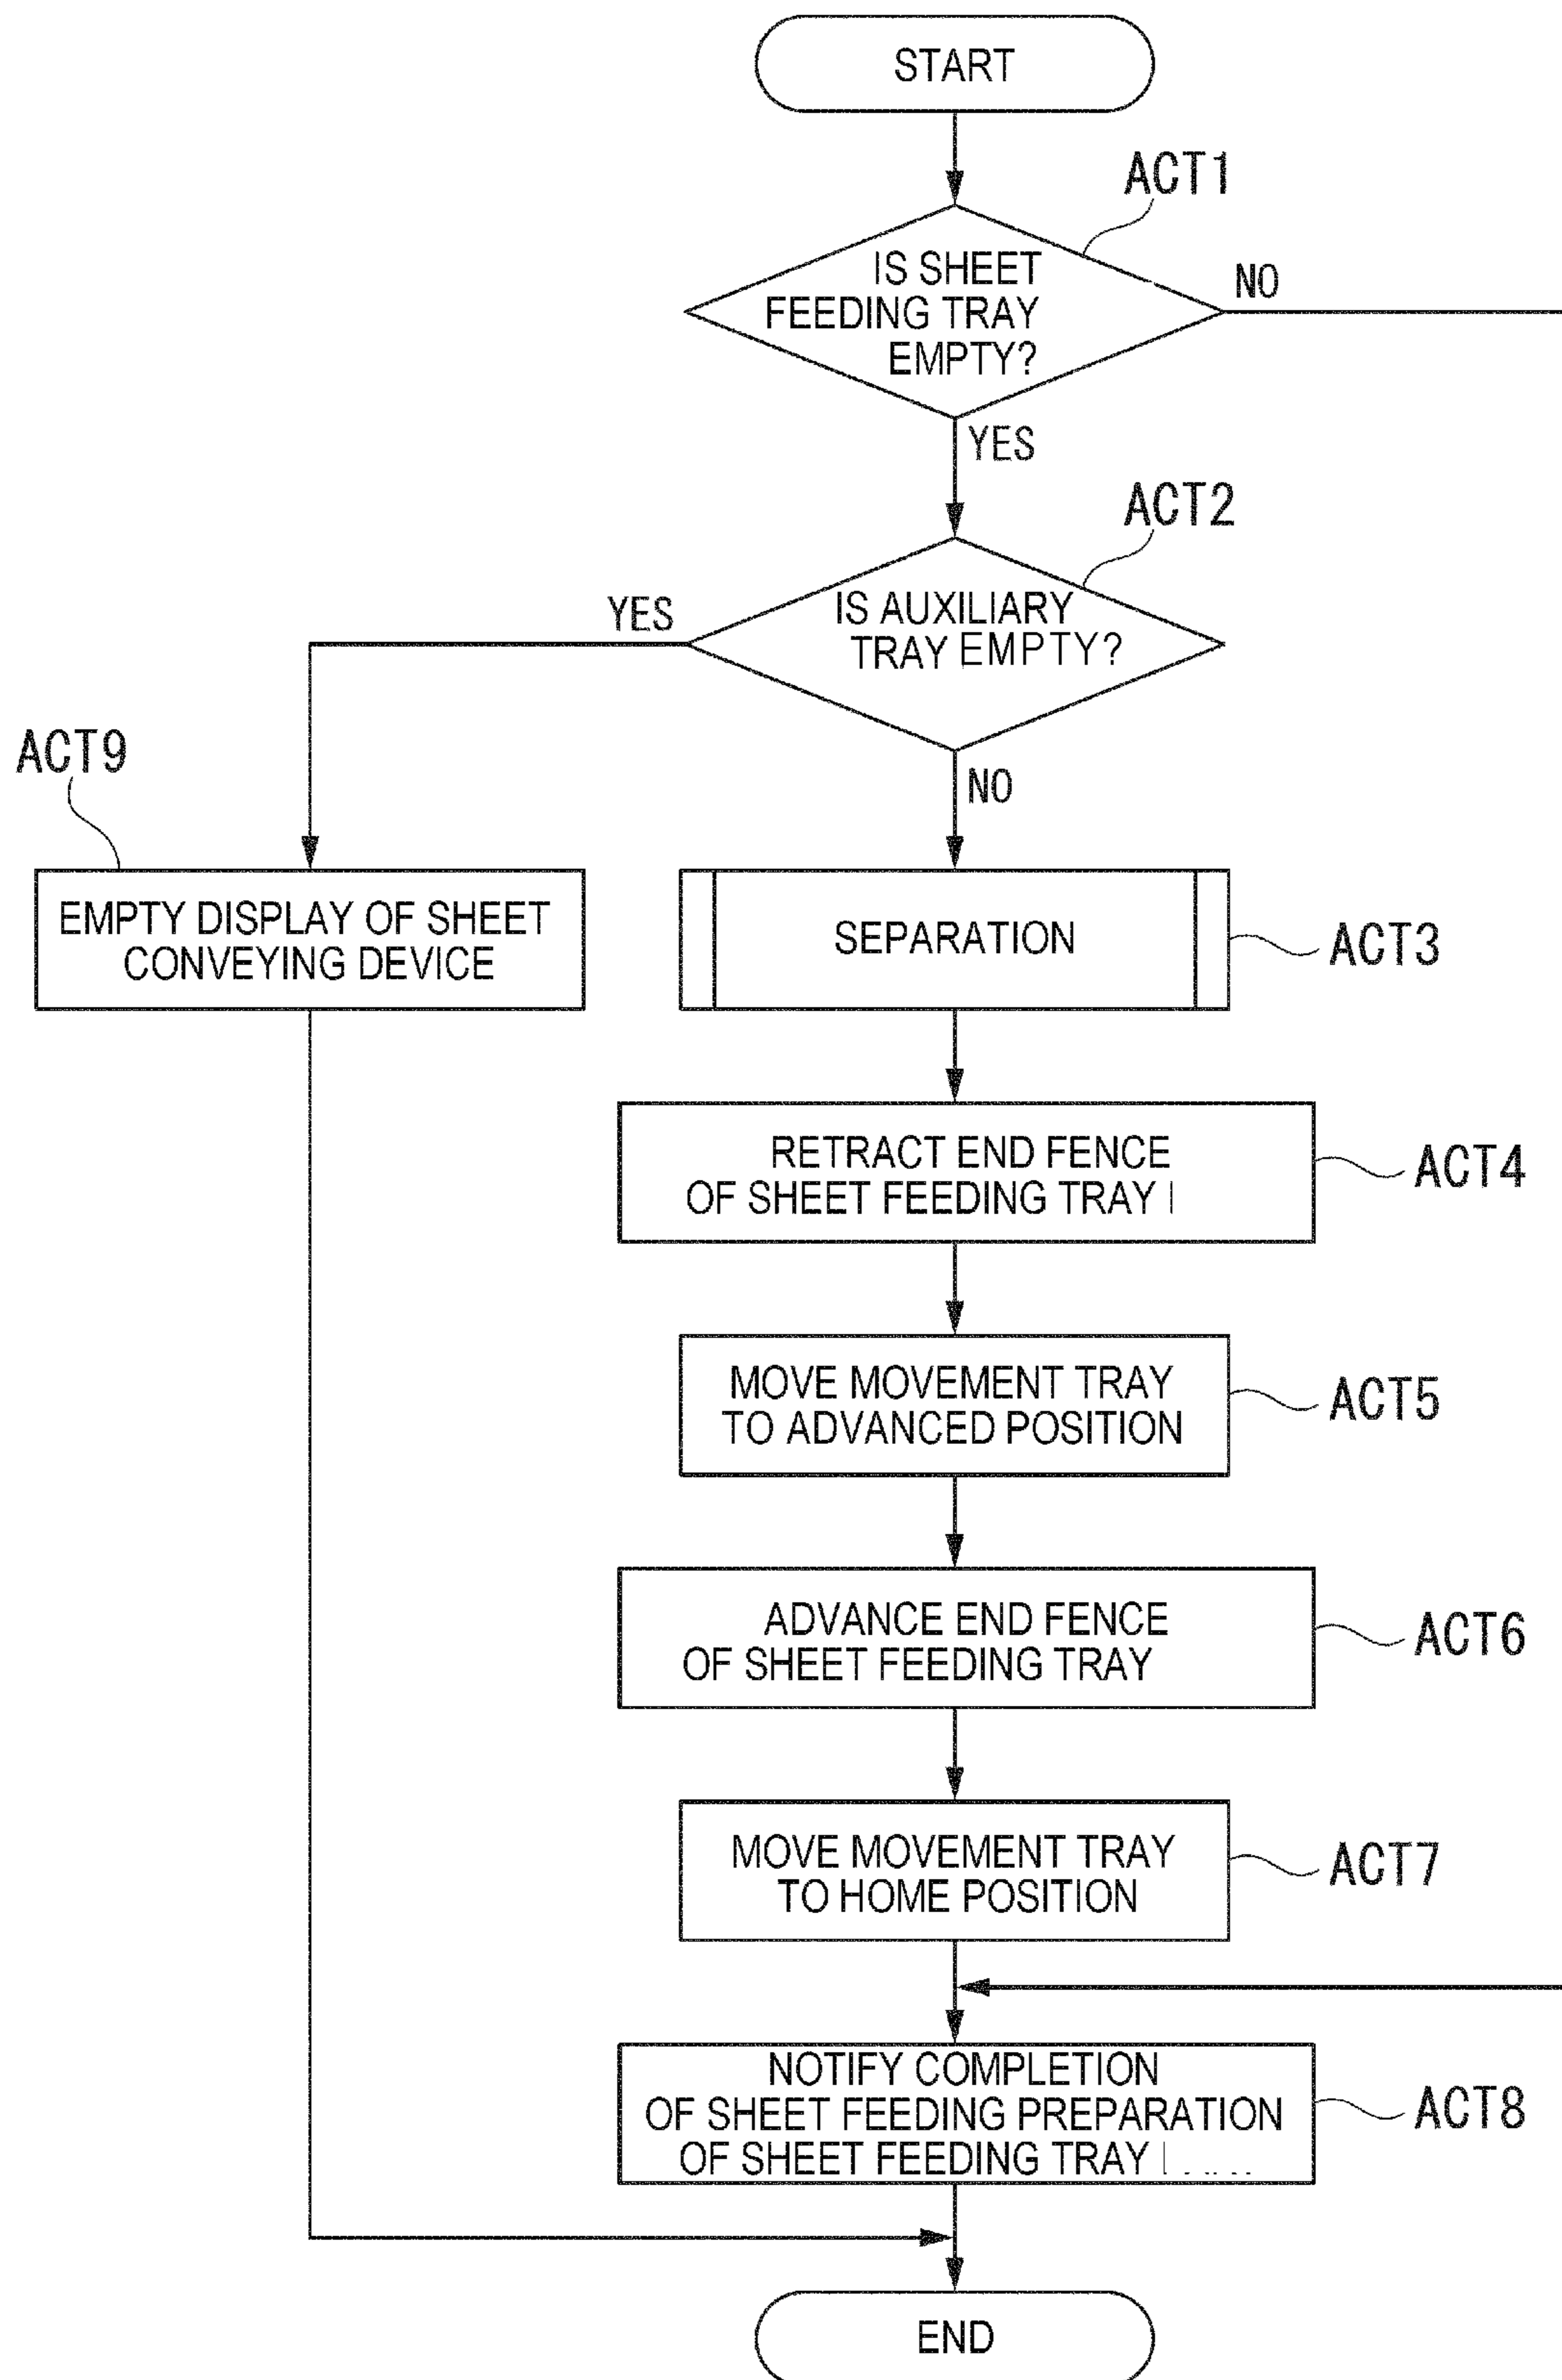 START
ACT1
IS SHEET
FEEDING TRAY
EMPTY?
NO
YES
ACT2
IS AUXILIARY
TRAY EMPTY?
YES
NO
ACT9
EMPTY DISPLAY OF SHEET
CONVEYING DEVICE
SEPARATION
ACT3
RETRACT END FENCE
OF SHEET FEEDING TRAY
ACT4
MOVE MOVEMENT TRAY
TO ADVANCED POSITION
ACT5
ADVANCE END FENCE
OF SHEET FEEDING TRAY
ACT6
MOVE MOVEMENT TRAY
TO HOME POSITION
ACT7
NOTIFY COMPLETION
OF SHEET FEEDING PREPARATION
OF SHEET FEEDING TRAY
ACT8
END